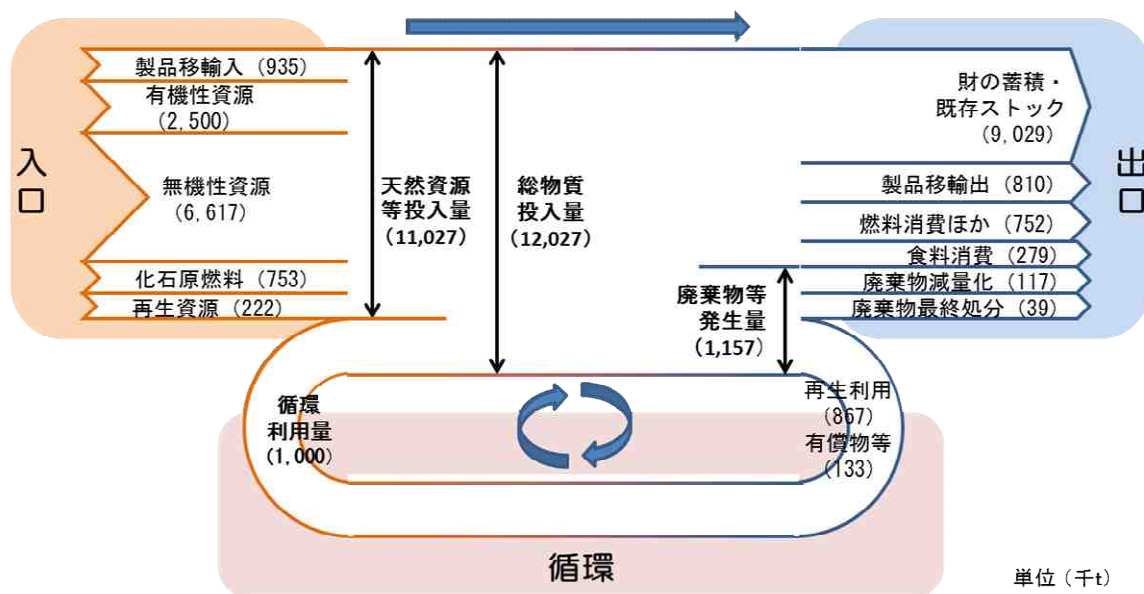 入口
製品移輸入（935）
有機性資源
（2,500）
無機性資源
（6,617）
化石原燃料（753）
再生資源（222）
天然資源
等投入量
（11,027）
総物質
投入量
（12,027）
廃棄物等
発生量
（1,157）
財の蓄積・
既存ストック
（9,029）
製品移輸出（810）
燃料消費ほか（752）
食料消費（279）
廃棄物減量化（117）
廃棄物最終処分（39）
出口
循環
利用量
（1,000）
再生利用
（867）
有償物等
（133）
循環
単位（千t）